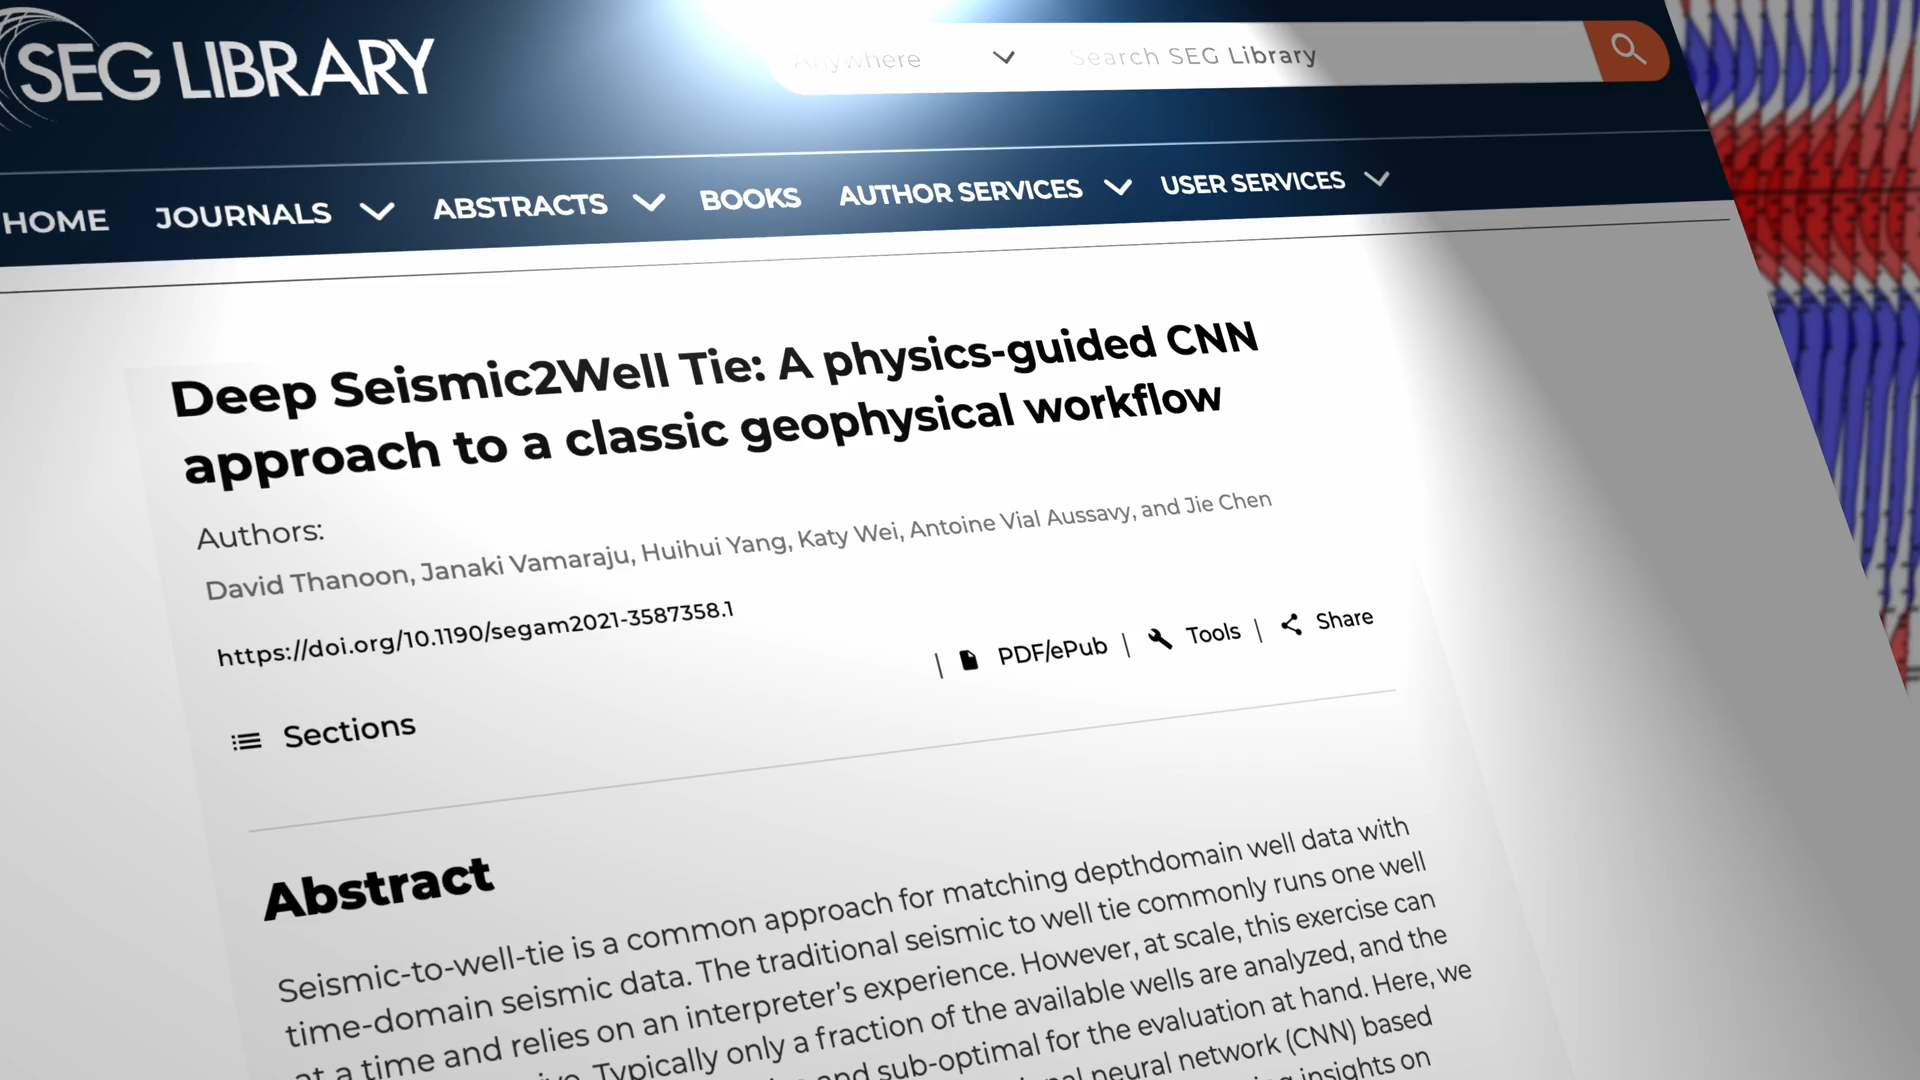 SEG LIBRARY
Anywhere
Search SEG Library
HOME JOURNALS ABSTRACTS BOOKS AUTHOR SERVICES USER SERVICES
Deep Seismic2Well Tie: A physics-guided CNN
approach to a classic geophysical workflow
Authors:
David Thanoon, Janaki Vamaraju, Huihui Yang, Katy Wei, Antoine Vial Aussavy, and Jie Chen
https://doi.org/10.1190/segam2021-3587358.1
| PDF/ePub | Tools | Share
Sections
Abstract
Seismic-to-well-tie is a common approach for matching depthdomain well data with
time-domain seismic data. The traditional seismic to well tie commonly runs one well
at a time and relies on an interpreter's experience. However, at scale, this exercise can
Typically only a fraction of the available wells are analyzed, and the
and sub-optimal for the evaluation at hand. Here, we
neural network (CNN) based
insights on